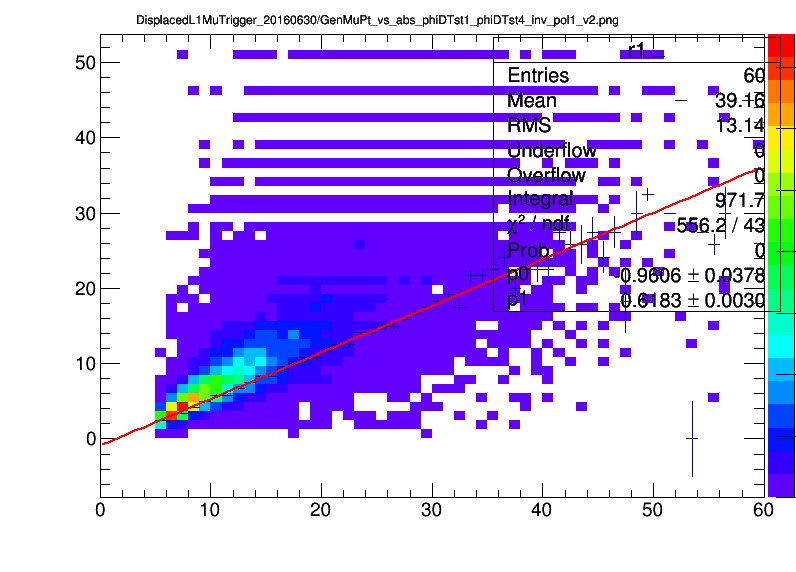 DisplacedL1MuTrigger_20160630/GenMuPt_vs_abs_phiDTst1_phiDTst4_inv_pol1_v2.png
r1
Entries 60
Mean 39.16
RMS 13.14
Underflow 0
Overflow 0
Integral 971.7
χ² / ndf 556.2 / 43
Prob 0
p0 -0.9606 ± 0.0378
p1 0.6183 ± 0.0030
50
40
30
20
10
0
0 10 20 30 40 50 60